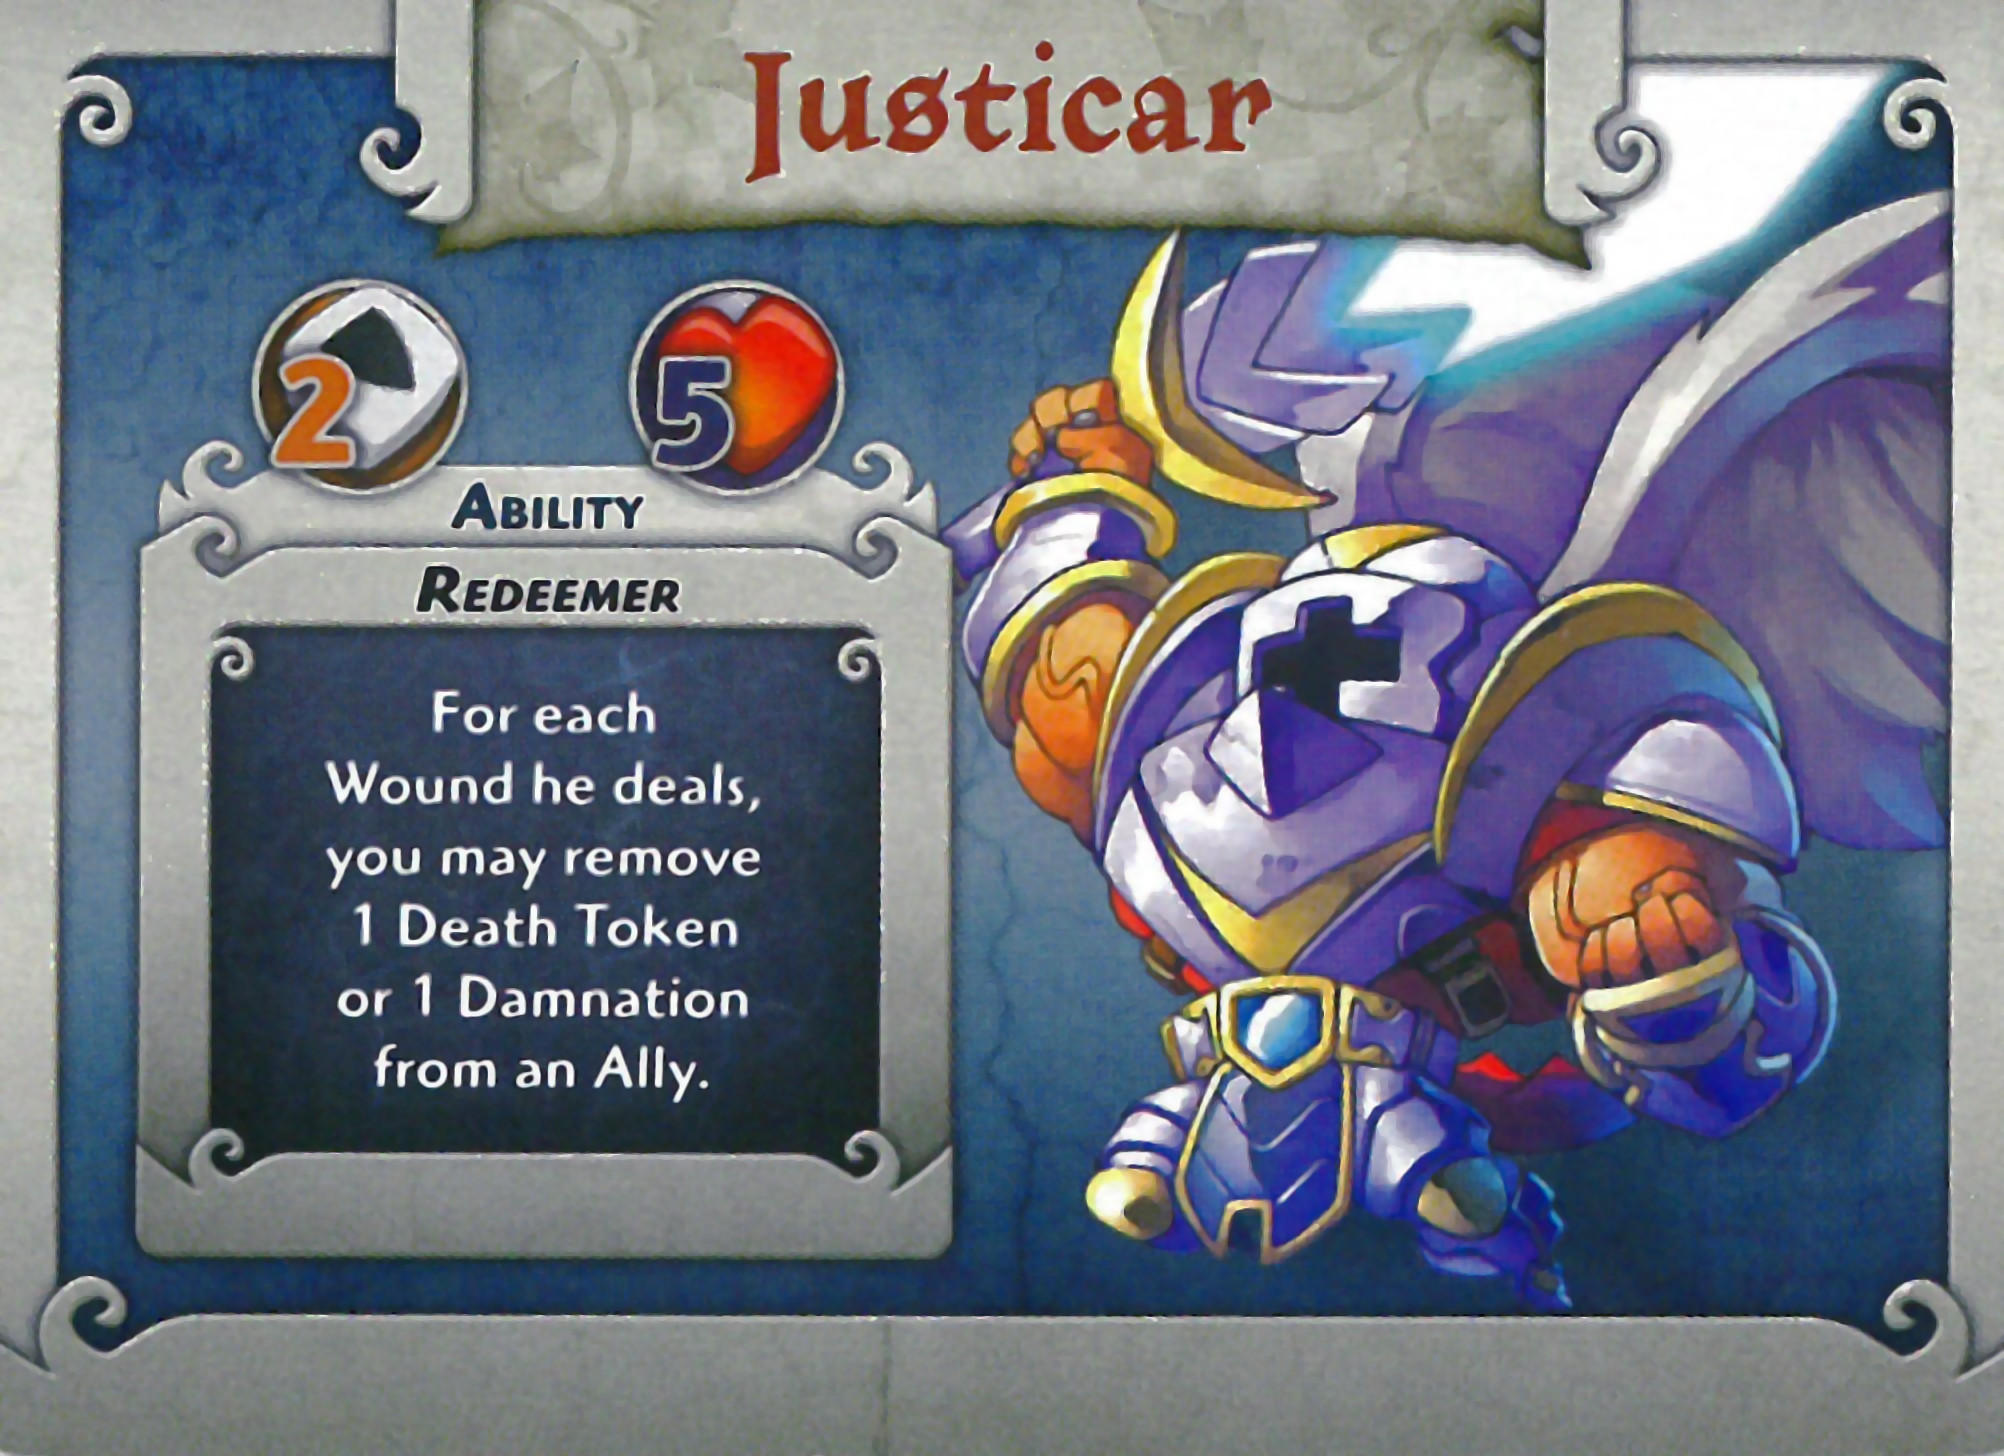 Justicar
2
5
ABILITY
REDEEMER
For each
Wound he deals,
you may remove
1 Death Token
or 1 Damnation
from an Ally.